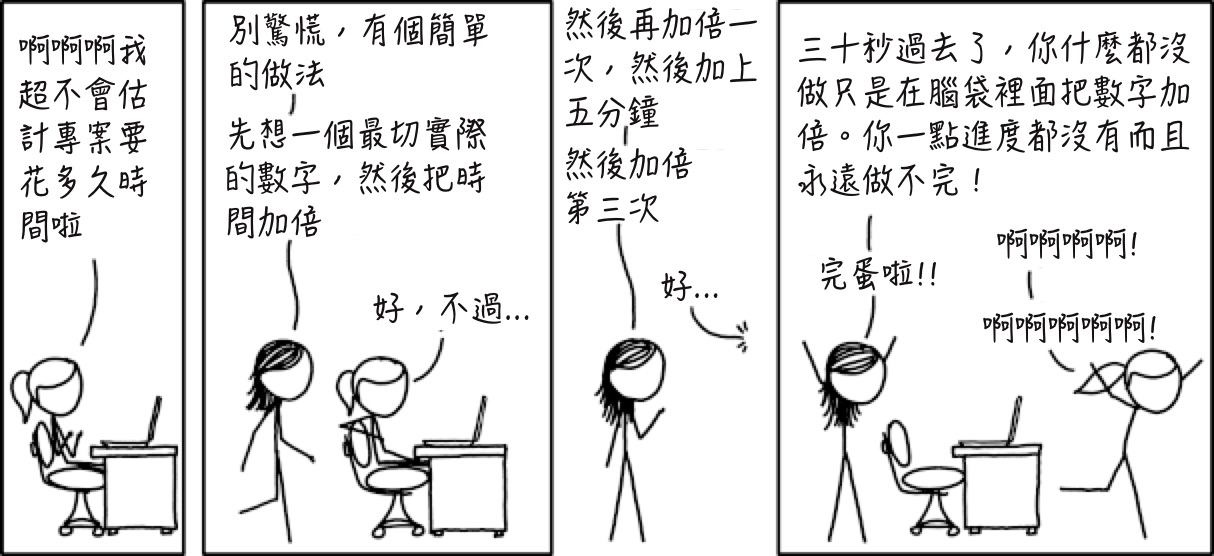 啊啊啊我
超不會估
計專案要
花多久時
間啦
別驚慌，有個簡單
的做法
先想一個最切實際
的數字，然後把時
間加倍
好，不過...
然後再加倍一
次，然後加上
五分鐘
然後加倍
第三次
好...
三十秒過去了，你什麼都沒
做只是在腦袋裡面把數字加
倍。你一點進度都沒有而且
永遠做不完！
完蛋啦!!
啊啊啊啊!
啊啊啊啊啊!